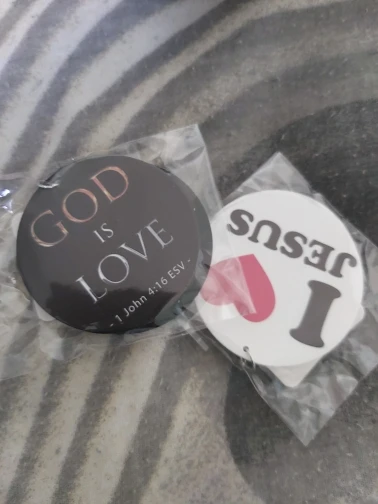 GOD
IS
LOVE
- 1 John 4:16 ESV -
I
JESUS